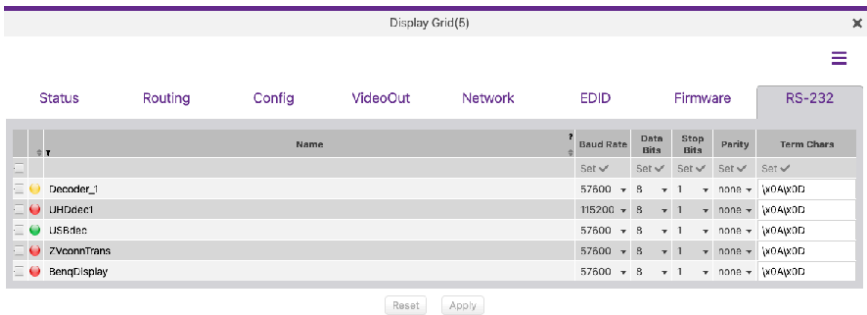 Display Grid(5)
Status Routing Config VideoOut Network EDID Firmware RS-232
Name Baud Rate Data Bits Stop Bits Parity Term Chars
Set Set Set Set Set
Decoder_1 57600 8 1 none \x0A\x0D
UHDdec1 115200 8 1 none \x0A\x0D
USBdec 57600 8 1 none \x0A\x0D
ZVconnTrans 57600 8 1 none \x0A\x0D
BenqDisplay 57600 8 1 none \x0A\x0D
Reset Apply